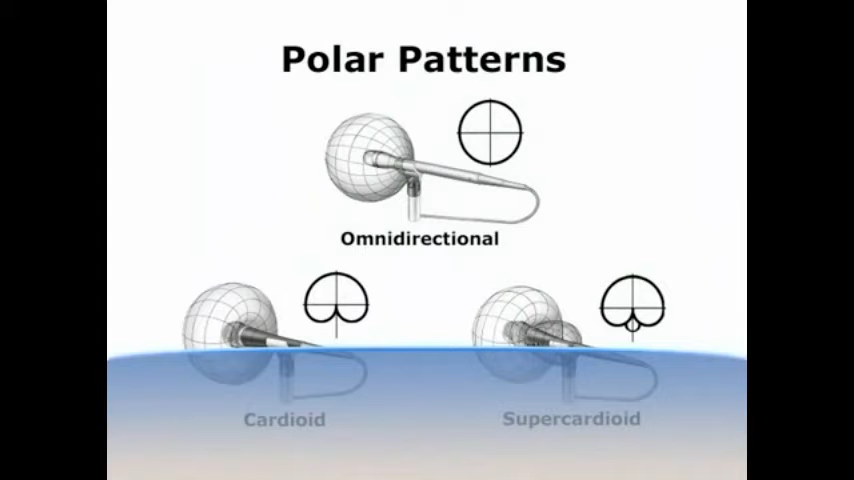 Polar Patterns
Omnidirectional
Cardioid
Supercardioid